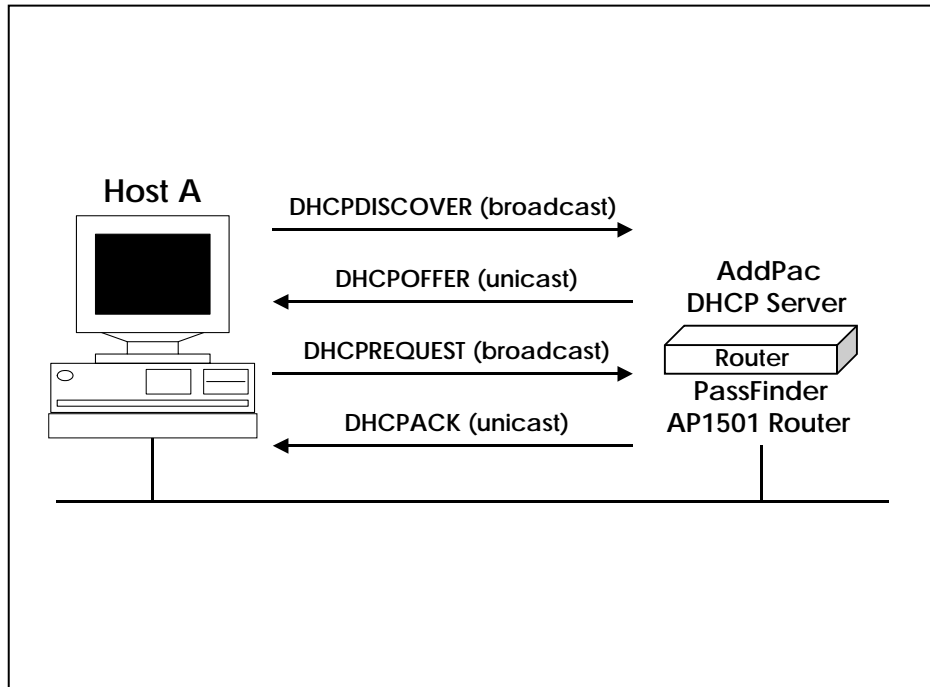 Host A
DHCPDISCOVER (broadcast)
DHCPOFFER (unicast)
DHCPREQUEST (broadcast)
DHCPACK (unicast)
AddPac
DHCP Server
Router
PassFinder
AP1501 Router